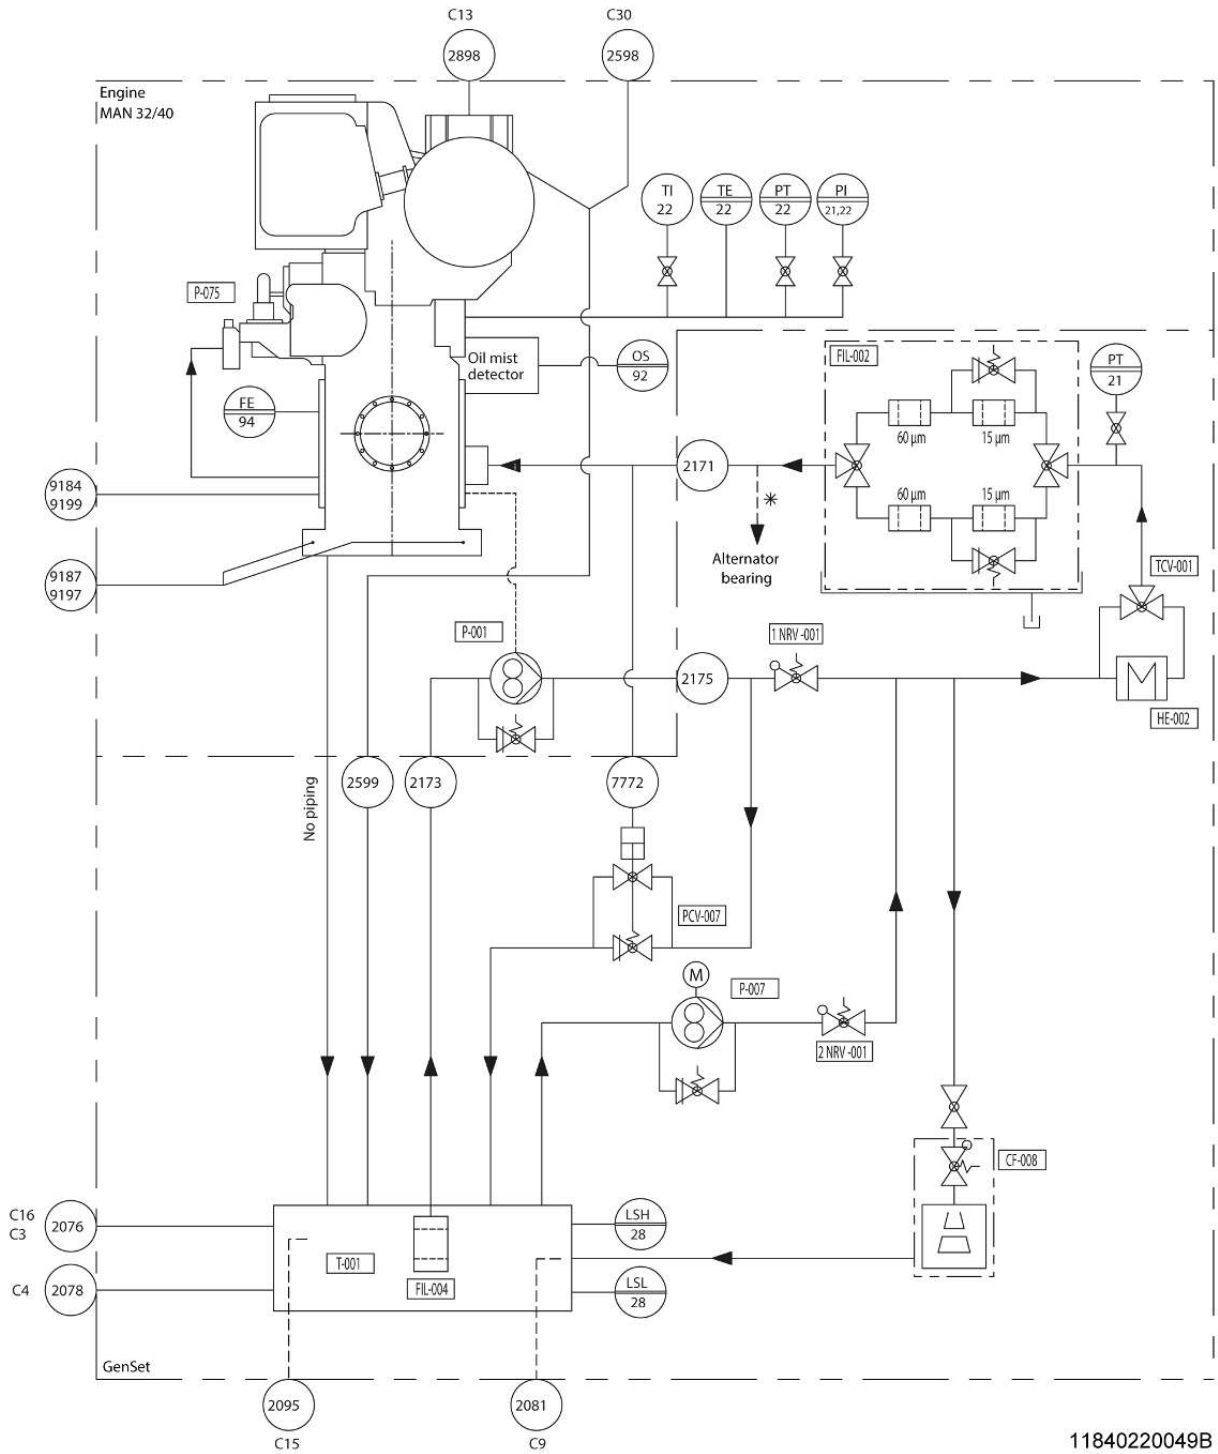 C13
C30
2898
2598
Engine
MAN 32/40
TI
22
TE
22
PT
22
PI
21,22
P-075
Oil mist
detector
OS
92
FIL-002
PT
21
FE
94
60 µm
15 µm
2171
9184
9199
60 µm
15 µm
*
Alternator
bearing
TCV-001
9187
9197
P-001
1 NRV -001
2175
HE-002
No piping
2599
2173
7772
PCV-007
M
P-007
2 NRV -001
CF-008
C16
C3
2076
LSH
28
T-001
FIL-004
C4
2078
LSL
28
GenSet
2095
2081
C15
C9
11840220049B